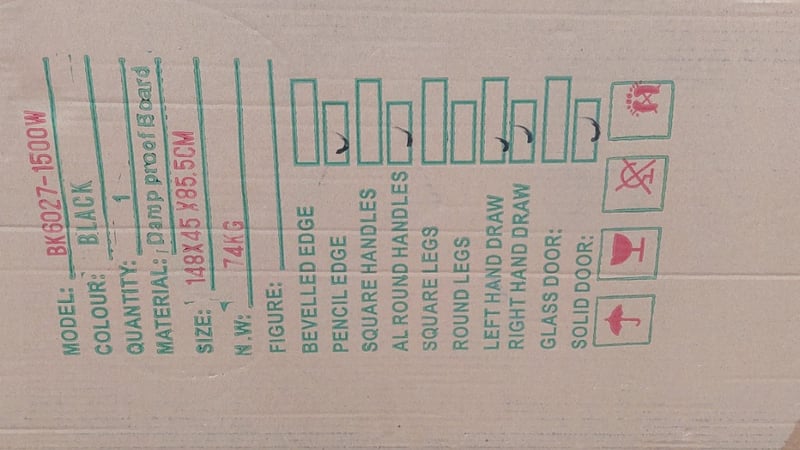 MODEL: BK6027-1500W
COLOUR: BLACK
QUANTITY: 1
MATERIAL: Damp proof Board
SIZE: 148X45X85.5CM
N.W: 74KG
FIGURE:
BEVELLED EDGE
PENCIL EDGE
SQUARE HANDLES
AL ROUND HANDLES
SQUARE LEGS
ROUND LEGS
LEFT HAND DRAW
RIGHT HAND DRAW
GLASS DOOR:
SOLID DOOR: